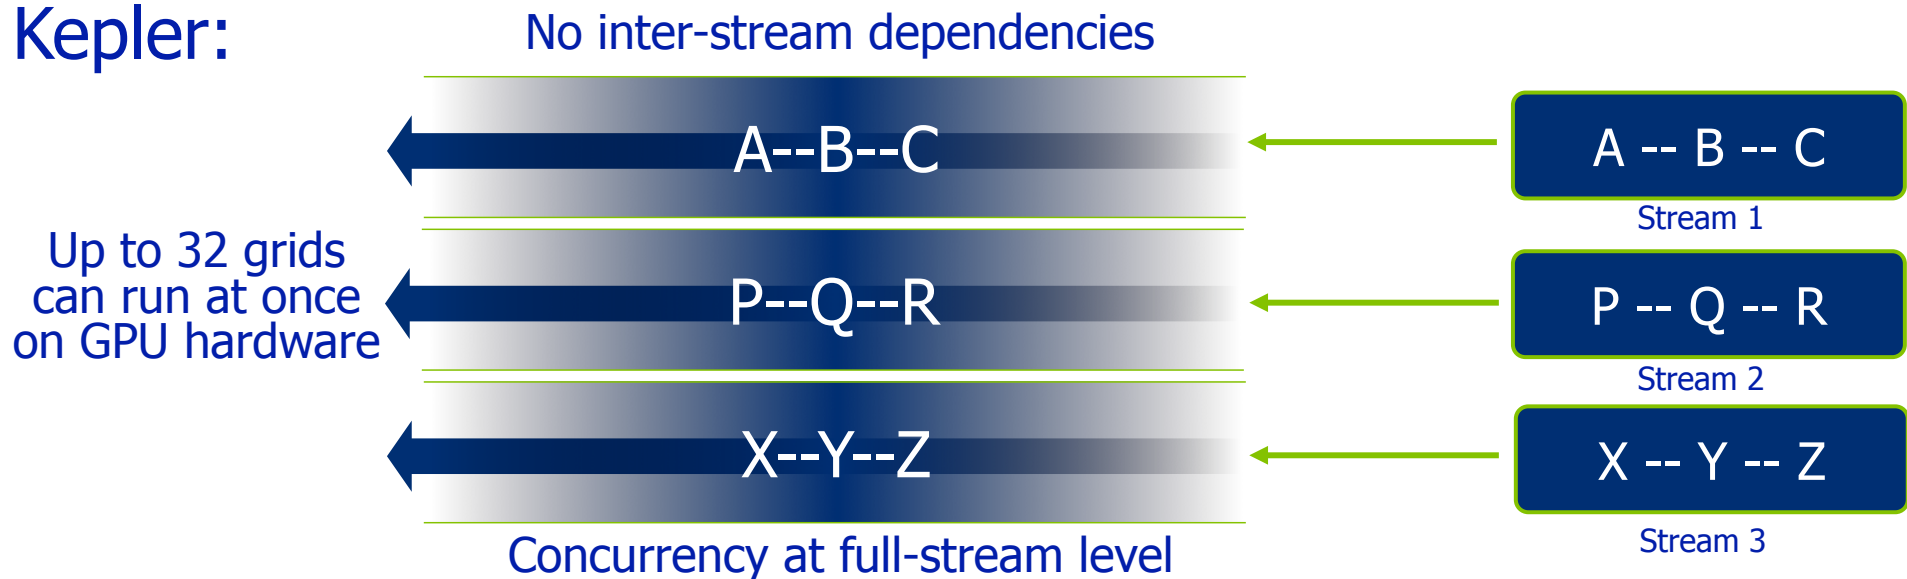 Kepler:
No inter-stream dependencies
A--B--C
A -- B -- C
Stream 1
Up to 32 grids
can run at once
on GPU hardware
P--Q--R
P -- Q -- R
Stream 2
X--Y--Z
X -- Y -- Z
Stream 3
Concurrency at full-stream level